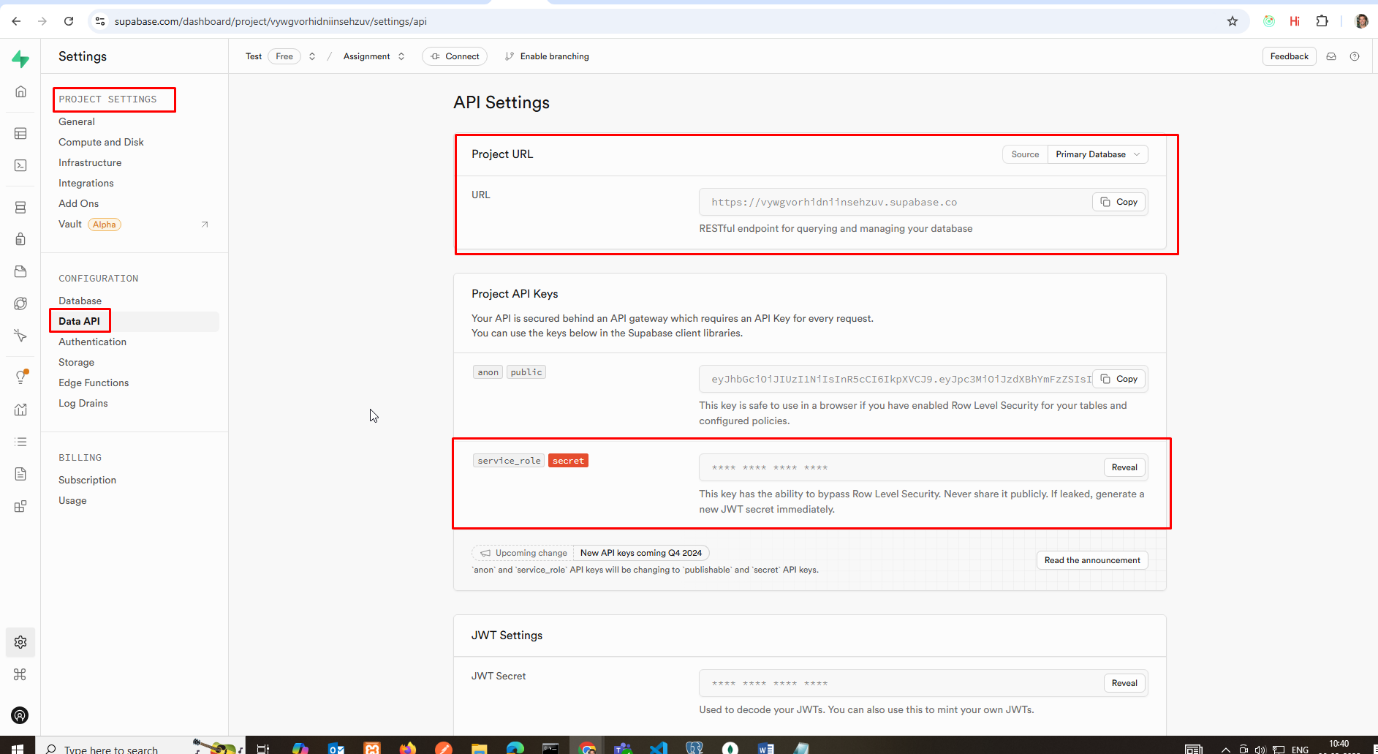 supabase.com/dashboard/project/vywgvorhidniinsehzuv/settings/api
Hi
Settings
Test Free / Assignment Connect Enable branching
Feedback
PROJECT SETTINGS
General
Compute and Disk
Infrastructure
Integrations
Add Ons
Vault Alpha
CONFIGURATION
Database
Data API
Authentication
Storage
Edge Functions
Log Drains
BILLING
Subscription
Usage
API Settings
Project URL
Source Primary Database
URL
https://vywgvorhidniinsehzuv.supabase.co
Copy
RESTful endpoint for querying and managing your database
Project API Keys
Your API is secured behind an API gateway which requires an API Key for every request.
You can use the keys below in the Supabase client libraries.
anon public
eyJhbGciOiJIUzI1NiIsInR5cCI6IkpXVCJ9.eyJpc3MiOiJzdXBhYmFzZSIsI
Copy
This key is safe to use in a browser if you have enabled Row Level Security for your tables and
configured policies.
service_role secret
**** **** **** ****
Reveal
This key has the ability to bypass Row Level Security. Never share it publicly. If leaked, generate a
new JWT secret immediately.
Upcoming change New API keys coming Q4 2024
`anon` and `service_role` API keys will be changing to `publishable` and `secret` API keys.
Read the announcement
JWT Settings
JWT Secret
**** **** **** ****
Reveal
Used to decode your JWTs. You can also use this to mint your own JWTs.
Type here to search
ENG
10:40